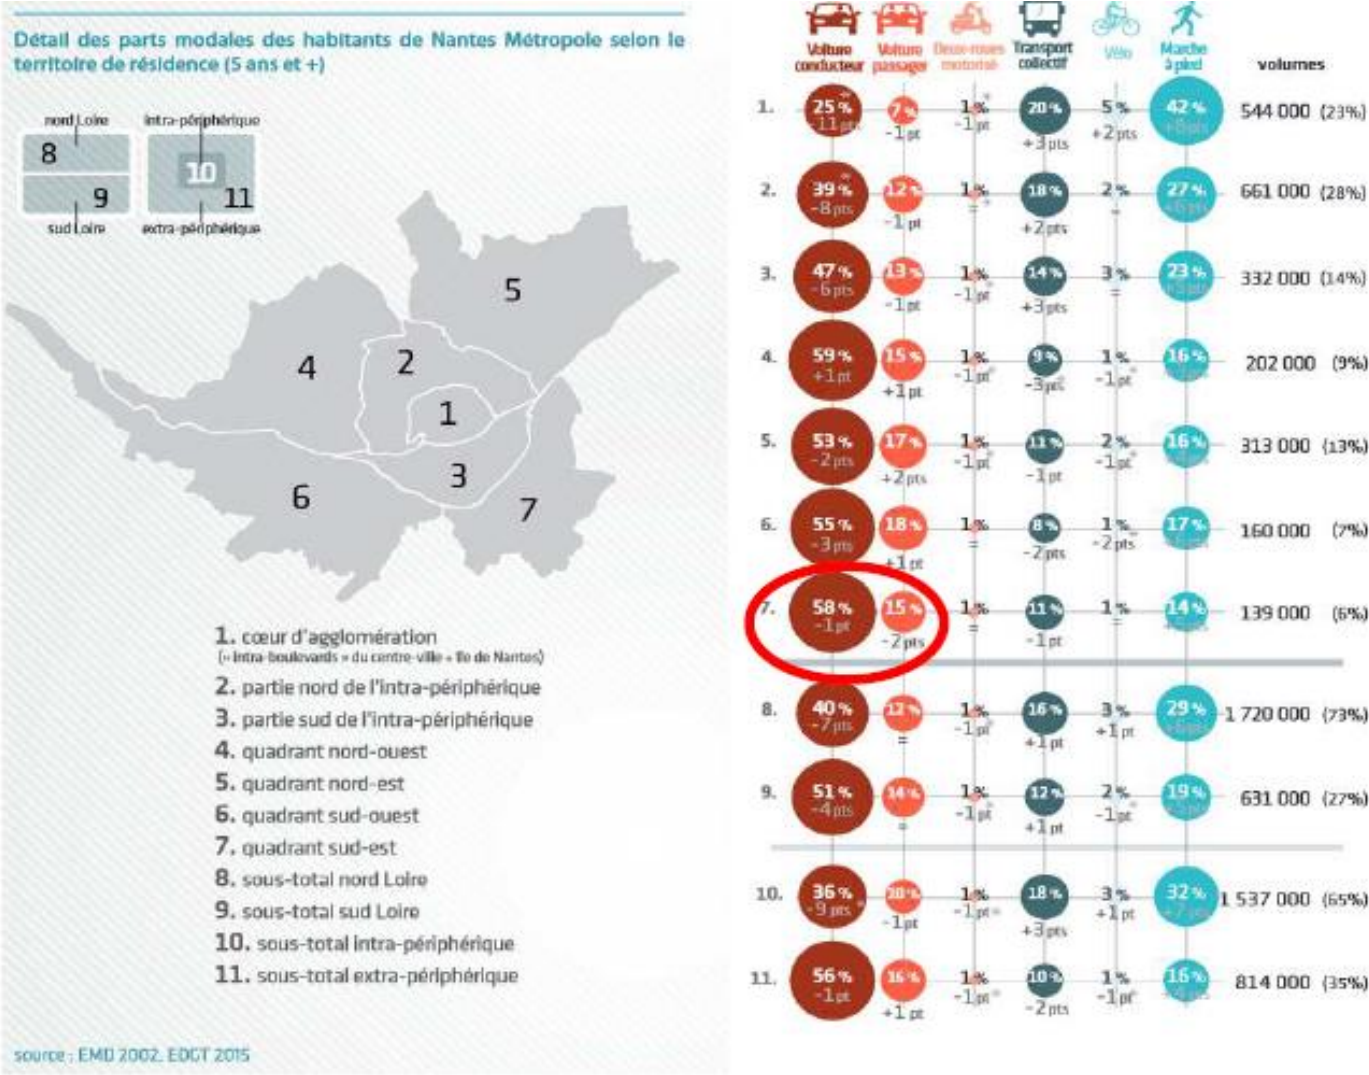 Détail des parts modales des habitants de Nantes Métropole selon le
territoire de résidence (5 ans et +)
nord Loire
intra-périphérique
8
9
10
11
sud Loire
extra-périphérique
5
4
2
1
3
6
7
1. cœur d'agglomération
(« intra-boulevards » du centre-ville + île de Nantes)
2. partie nord de l'intra-périphérique
3. partie sud de l'intra-périphérique
4. quadrant nord-ouest
5. quadrant nord-est
6. quadrant sud-ouest
7. quadrant sud-est
8. sous-total nord Loire
9. sous-total sud Loire
10. sous-total intra-périphérique
11. sous-total extra-périphérique
source : EMD 2002, EDGT 2015
Voiture conducteur
Voiture passager
Deux-roues motorisé
Transport collectif
Vélo
Marche à pied
volumes
1. 25 % 7 % 1 % 20 % 5 % 42 % 544 000 (23%)
-11 pts -1 pt -1 pt +3 pts +2 pts
2. 39 % 12 % 1 % 18 % 2 % 27 % 661 000 (28%)
-8 pts -1 pt = +2 pts =
3. 47 % 13 % 1 % 14 % 3 % 23 % 332 000 (14%)
-6 pts -1 pt -1 pt +3 pts =
4. 59 % 15 % 1 % 9 % 1 % 16 % 202 000 (9%)
+1 pt +1 pt -1 pt* -3 pts -1 pt*
5. 53 % 17 % 1 % 11 % 2 % 16 % 313 000 (13%)
-2 pts +2 pts -1 pt* -1 pt -1 pt*
6. 55 % 18 % 1 % 8 % 1 % 17 % 160 000 (7%)
-3 pts +1 pt = -2 pts -2 pts
7. 58 % 15 % 1 % 11 % 1 % 14 % 139 000 (6%)
-1 pt -2 pts = -1 pt =
8. 40 % 12 % 1 % 16 % 3 % 29 % 1 720 000 (73%)
-7 pts = -1 pt* +1 pt +1 pt
9. 51 % 14 % 1 % 12 % 2 % 19 % 631 000 (27%)
-4 pts = -1 pt* +1 pt -1 pt*
10. 36 % 1 % 18 % 3 % 32 % 1 537 000 (65%)
-9 pts* -1 pt -1 pt* +3 pts +1 pt
11. 56 % 16 % 1 % 10 % 1 % 16 % 814 000 (35%)
-1 pt +1 pt -1 pt* -2 pts -1 pt*